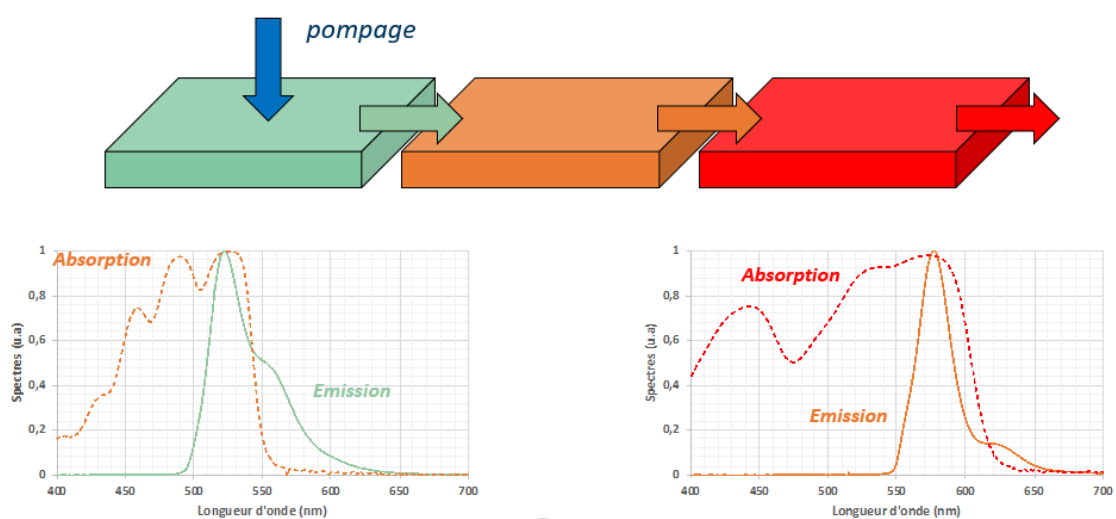 pompage
Absorption
Emission
Spectres (u.a)
1
0,8
0,6
0,4
0,2
0
400 450 500 550 600 650 700
Longueur d'onde (nm)
Absorption
Emission
Spectres (u.a)
1
0,8
0,6
0,4
0,2
0
400 450 500 550 600 650 700
Longueur d'onde (nm)